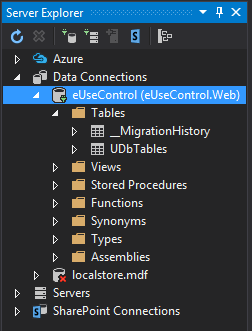 Server Explorer
Azure
Data Connections
eUseControl (eUseControl.Web)
Tables
__MigrationHistory
UDbTables
Views
Stored Procedures
Functions
Synonyms
Types
Assemblies
localstore.mdf
Servers
SharePoint Connections